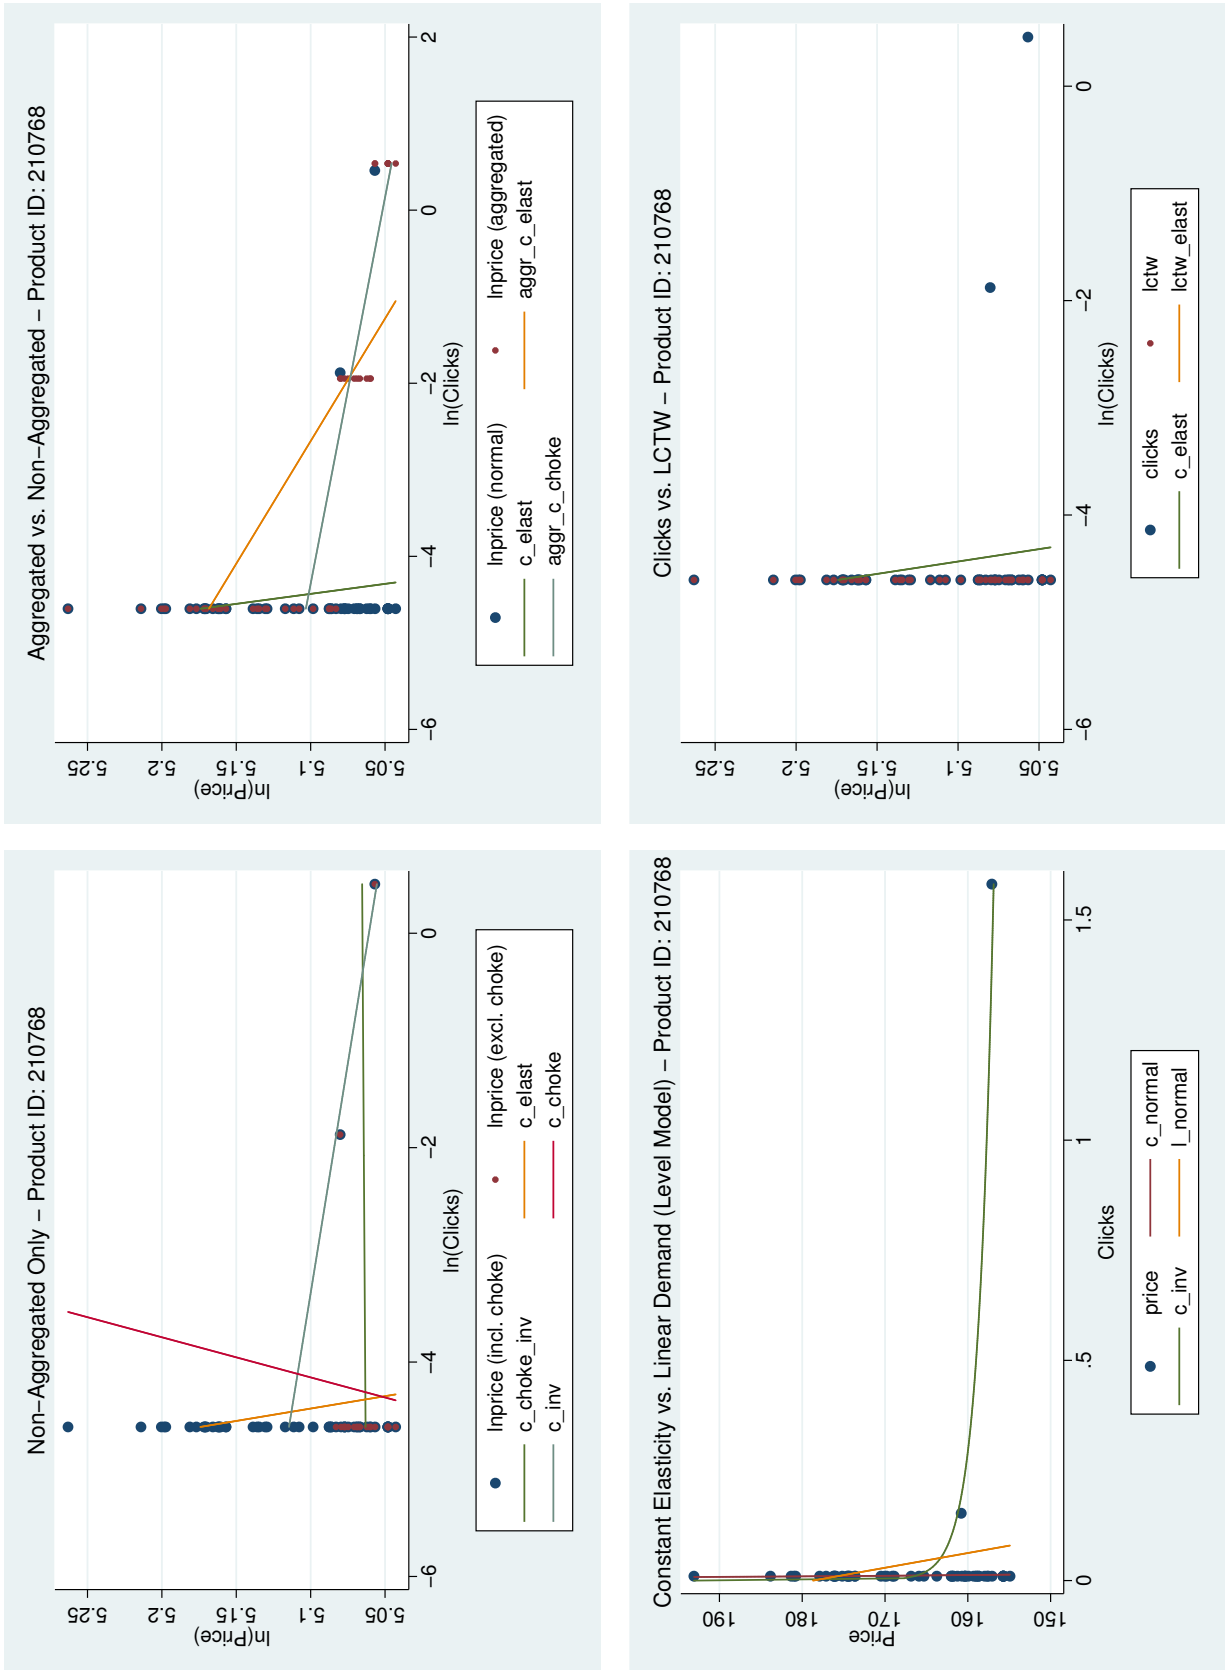 Non−Aggregated Only − Product ID: 210768
ln(Price)
5.25
5.2
5.15
5.1
5.05
−6 −4 −2 0
ln(Clicks)
lnprice (incl. choke) lnprice (excl. choke)
c_choke_inv c_elast
c_inv c_choke
Aggregated vs. Non−Aggregated − Product ID: 210768
ln(Price)
5.25
5.2
5.15
5.1
5.05
−6 −4 −2 0 2
ln(Clicks)
lnprice (normal) lnprice (aggregated)
c_elast aggr_c_elast
aggr_c_choke
Constant Elasticity vs. Linear Demand (Level Model) − Product ID: 210768
Price
190
180
170
160
150
0 .5 1 1.5
Clicks
price c_normal
c_inv l_normal
Clicks vs. LCTW − Product ID: 210768
ln(Price)
5.25
5.2
5.15
5.1
5.05
−6 −4 −2 0
ln(Clicks)
clicks lctw
c_elast lctw_elast